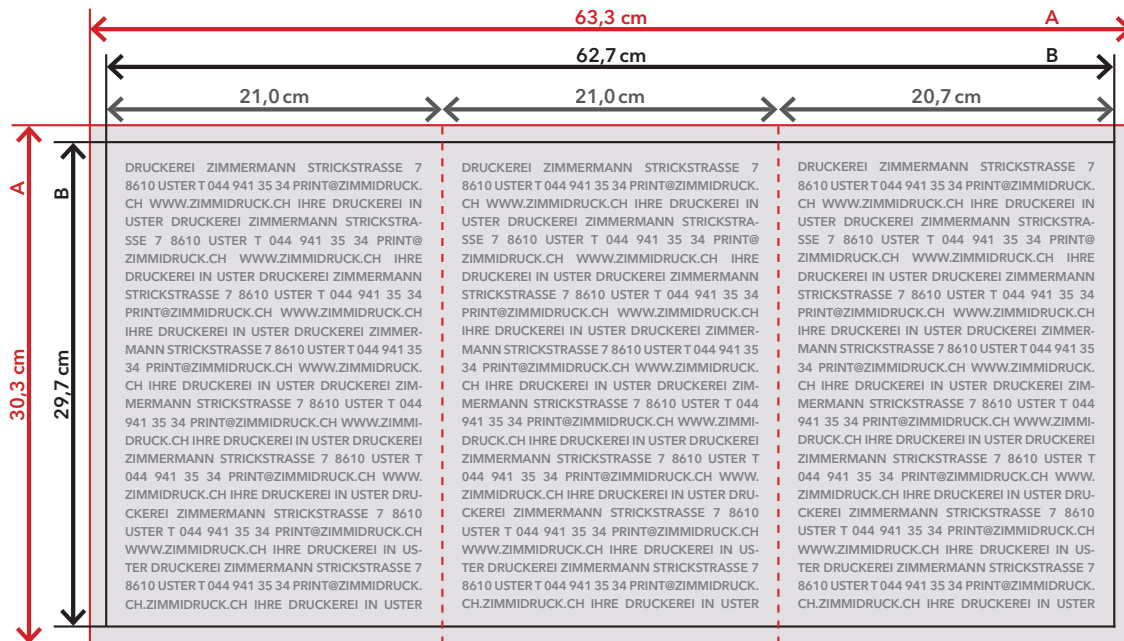 63,3 cm
A
62,7 cm
B
21,0 cm
21,0 cm
20,7 cm
A
B
30,3 cm
29,7 cm
DRUCKEREI ZIMMERMANN STRICKSTRASSE 7
8610 USTER T 044 941 35 34 PRINT@ZIMMIDRUCK.
CH WWW.ZIMMIDRUCK.CH IHRE DRUCKEREI IN
USTER DRUCKEREI ZIMMERMANN STRICKSTRA-
SSE 7 8610 USTER T 044 941 35 34 PRINT@
ZIMMIDRUCK.CH WWW.ZIMMIDRUCK.CH IHRE
DRUCKEREI IN USTER DRUCKEREI ZIMMERMANN
STRICKSTRASSE 7 8610 USTER T 044 941 35 34
PRINT@ZIMMIDRUCK.CH WWW.ZIMMIDRUCK.CH
IHRE DRUCKEREI IN USTER DRUCKEREI ZIMMER-
MANN STRICKSTRASSE 7 8610 USTER T 044 941 35
34 PRINT@ZIMMIDRUCK.CH WWW.ZIMMIDRUCK.
CH IHRE DRUCKEREI IN USTER DRUCKEREI ZIM-
MERMANN STRICKSTRASSE 7 8610 USTER T 044
941 35 34 PRINT@ZIMMIDRUCK.CH WWW.ZIMMI-
DRUCK.CH IHRE DRUCKEREI IN USTER DRUCKEREI
ZIMMERMANN STRICKSTRASSE 7 8610 USTER T
044 941 35 34 PRINT@ZIMMIDRUCK.CH WWW.
ZIMMIDRUCK.CH IHRE DRUCKEREI IN USTER DRU-
CKEREI ZIMMERMANN STRICKSTRASSE 7 8610
USTER T 044 941 35 34 PRINT@ZIMMIDRUCK.CH
WWW.ZIMMIDRUCK.CH IHRE DRUCKEREI IN US-
TER DRUCKEREI ZIMMERMANN STRICKSTRASSE 7
8610 USTER T 044 941 35 34 PRINT@ZIMMIDRUCK.
CH.ZIMMIDRUCK.CH IHRE DRUCKEREI IN USTER
DRUCKEREI ZIMMERMANN STRICKSTRASSE 7
8610 USTER T 044 941 35 34 PRINT@ZIMMIDRUCK.
CH WWW.ZIMMIDRUCK.CH IHRE DRUCKEREI IN
USTER DRUCKEREI ZIMMERMANN STRICKSTRA-
SSE 7 8610 USTER T 044 941 35 34 PRINT@
ZIMMIDRUCK.CH WWW.ZIMMIDRUCK.CH IHRE
DRUCKEREI IN USTER DRUCKEREI ZIMMERMANN
STRICKSTRASSE 7 8610 USTER T 044 941 35 34
PRINT@ZIMMIDRUCK.CH WWW.ZIMMIDRUCK.CH
IHRE DRUCKEREI IN USTER DRUCKEREI ZIMMER-
MANN STRICKSTRASSE 7 8610 USTER T 044 941 35
34 PRINT@ZIMMIDRUCK.CH WWW.ZIMMIDRUCK.
CH IHRE DRUCKEREI IN USTER DRUCKEREI ZIM-
MERMANN STRICKSTRASSE 7 8610 USTER T 044
941 35 34 PRINT@ZIMMIDRUCK.CH WWW.ZIMMI-
DRUCK.CH IHRE DRUCKEREI IN USTER DRUCKEREI
ZIMMERMANN STRICKSTRASSE 7 8610 USTER T
044 941 35 34 PRINT@ZIMMIDRUCK.CH WWW.
ZIMMIDRUCK.CH IHRE DRUCKEREI IN USTER DRU-
CKEREI ZIMMERMANN STRICKSTRASSE 7 8610
USTER T 044 941 35 34 PRINT@ZIMMIDRUCK.CH
WWW.ZIMMIDRUCK.CH IHRE DRUCKEREI IN US-
TER DRUCKEREI ZIMMERMANN STRICKSTRASSE 7
8610 USTER T 044 941 35 34 PRINT@ZIMMIDRUCK.
CH.ZIMMIDRUCK.CH IHRE DRUCKEREI IN USTER
DRUCKEREI ZIMMERMANN STRICKSTRASSE 7
8610 USTER T 044 941 35 34 PRINT@ZIMMIDRUCK.
CH WWW.ZIMMIDRUCK.CH IHRE DRUCKEREI IN
USTER DRUCKEREI ZIMMERMANN STRICKSTRA-
SSE 7 8610 USTER T 044 941 35 34 PRINT@
ZIMMIDRUCK.CH WWW.ZIMMIDRUCK.CH IHRE
DRUCKEREI IN USTER DRUCKEREI ZIMMERMANN
STRICKSTRASSE 7 8610 USTER T 044 941 35 34
PRINT@ZIMMIDRUCK.CH WWW.ZIMMIDRUCK.CH
IHRE DRUCKEREI IN USTER DRUCKEREI ZIMMER-
MANN STRICKSTRASSE 7 8610 USTER T 044 941 35
34 PRINT@ZIMMIDRUCK.CH WWW.ZIMMIDRUCK.
CH IHRE DRUCKEREI IN USTER DRUCKEREI ZIM-
MERMANN STRICKSTRASSE 7 8610 USTER T 044
941 35 34 PRINT@ZIMMIDRUCK.CH WWW.ZIMMI-
DRUCK.CH IHRE DRUCKEREI IN USTER DRUCKEREI
ZIMMERMANN STRICKSTRASSE 7 8610 USTER T
044 941 35 34 PRINT@ZIMMIDRUCK.CH WWW.
ZIMMIDRUCK.CH IHRE DRUCKEREI IN USTER DRU-
CKEREI ZIMMERMANN STRICKSTRASSE 7 8610
USTER T 044 941 35 34 PRINT@ZIMMIDRUCK.CH
WWW.ZIMMIDRUCK.CH IHRE DRUCKEREI IN US-
TER DRUCKEREI ZIMMERMANN STRICKSTRASSE 7
8610 USTER T 044 941 35 34 PRINT@ZIMMIDRUCK.
CH.ZIMMIDRUCK.CH IHRE DRUCKEREI IN USTER